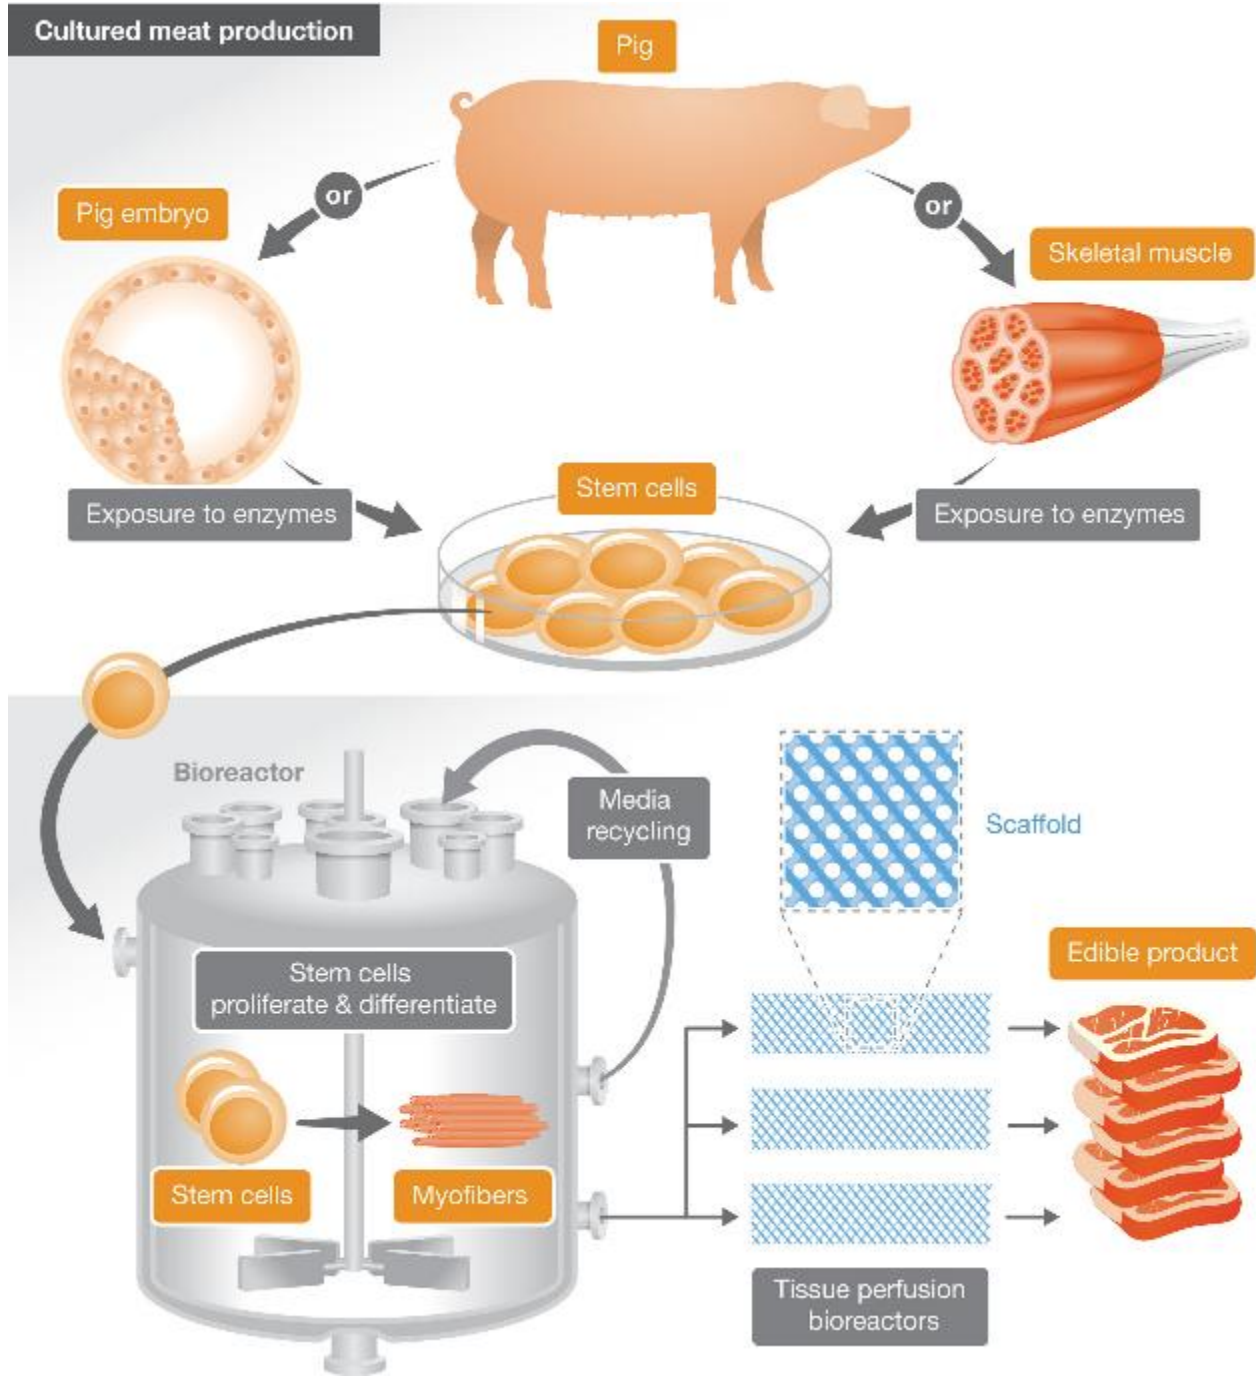 Cultured meat production
Pig
or
or
Pig embryo
Skeletal muscle
Exposure to enzymes
Stem cells
Exposure to enzymes
Bioreactor
Media
recycling
Scaffold
Stem cells
proliferate & differentiate
Edible product
Stem cells
Myofibers
Tissue perfusion
bioreactors